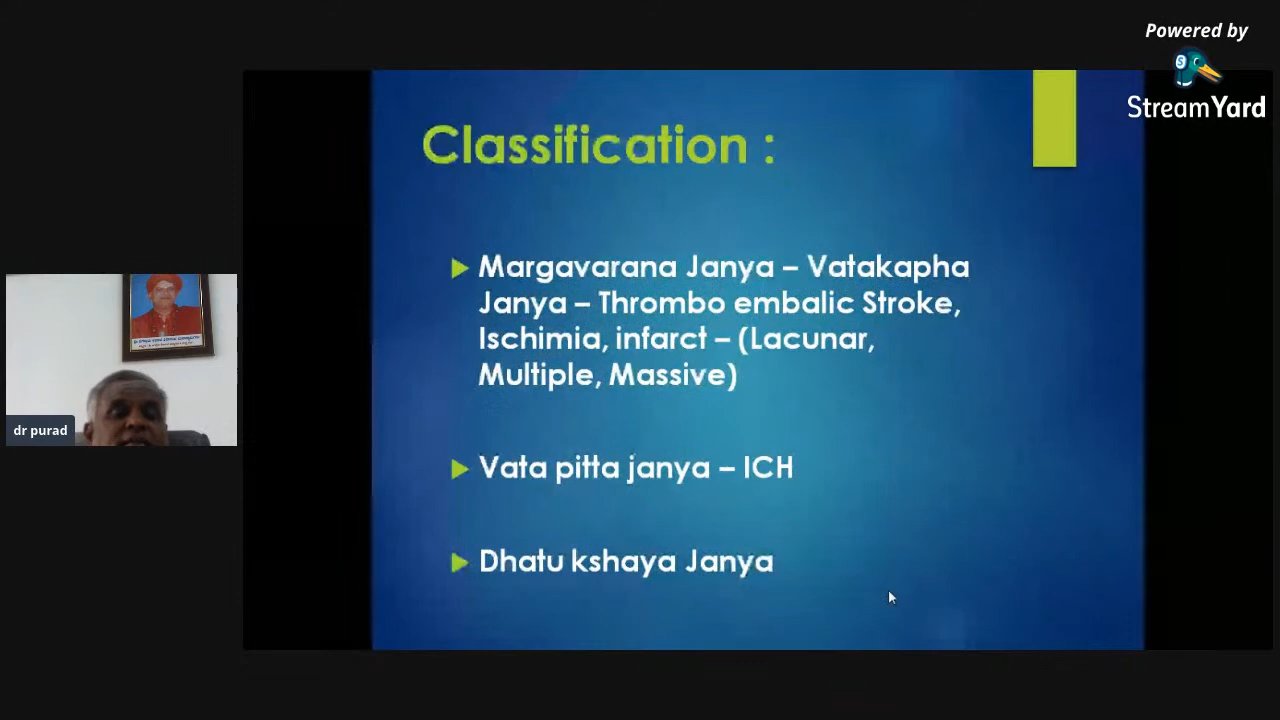 Powered by
StreamYard
Classification :
Margavarana Janya – Vatakapha
Janya – Thrombo embalic Stroke,
Ischimia, infarct – (Lacunar,
Multiple, Massive)
Vata pitta janya – ICH
Dhatu kshaya Janya
dr purad